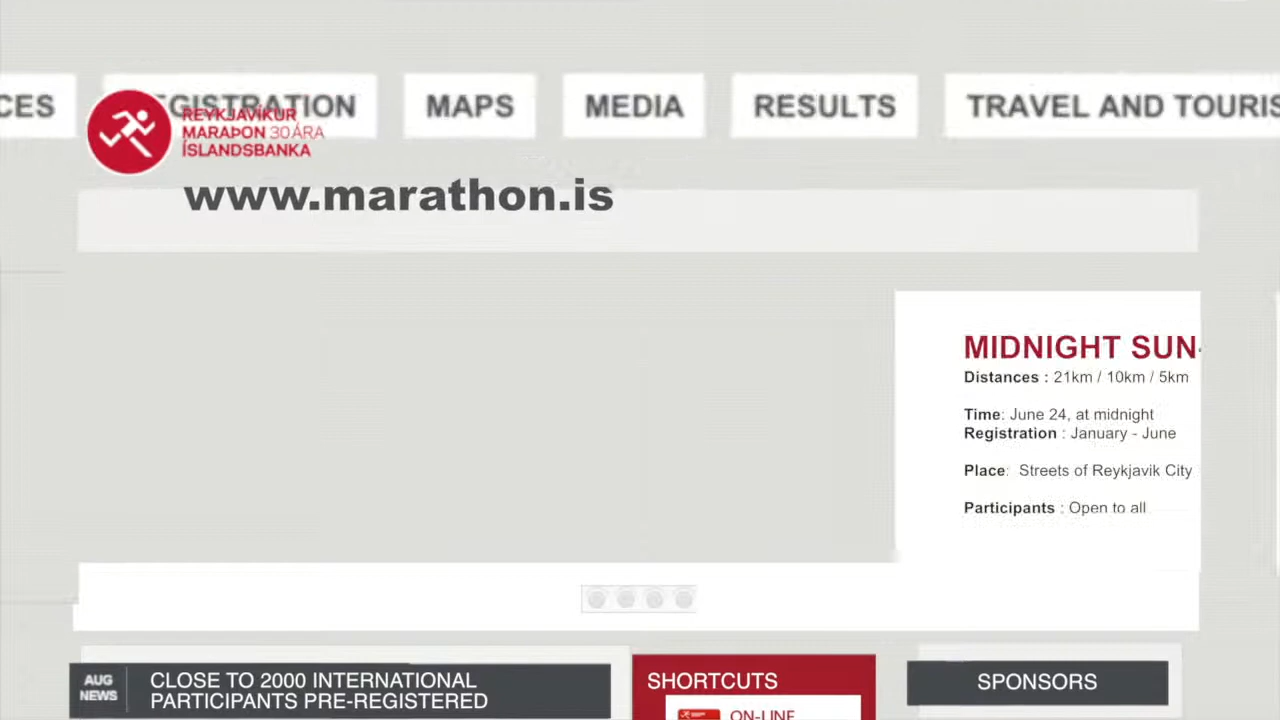 CES
REGISTRATION
MAPS
MEDIA
RESULTS
TRAVEL AND TOURIS
REYKJAVÍKUR
MARAÞON 30 ÁRA
ÍSLANDSBANKA
www.marathon.is
MIDNIGHT SUN
Distances : 21km / 10km / 5km
Time: June 24, at midnight
Registration : January - June
Place: Streets of Reykjavik City
Participants : Open to all
AUG
NEWS
CLOSE TO 2000 INTERNATIONAL
PARTICIPANTS PRE-REGISTERED
SHORTCUTS
ON-LINE
SPONSORS